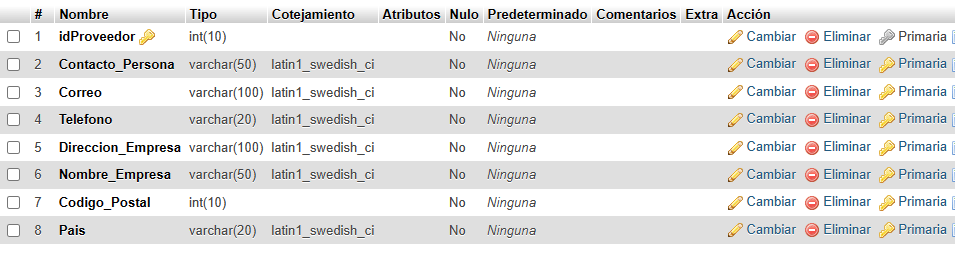 # Nombre Tipo Cotejamiento Atributos Nulo Predeterminado Comentarios Extra Acción
1 idProveedor int(10) No Ninguna Cambiar Eliminar Primaria
2 Contacto_Persona varchar(50) latin1_swedish_ci No Ninguna Cambiar Eliminar Primaria
3 Correo varchar(100) latin1_swedish_ci No Ninguna Cambiar Eliminar Primaria
4 Telefono varchar(20) latin1_swedish_ci No Ninguna Cambiar Eliminar Primaria
5 Direccion_Empresa varchar(100) latin1_swedish_ci No Ninguna Cambiar Eliminar Primaria
6 Nombre_Empresa varchar(50) latin1_swedish_ci No Ninguna Cambiar Eliminar Primaria
7 Codigo_Postal int(10) No Ninguna Cambiar Eliminar Primaria
8 Pais varchar(20) latin1_swedish_ci No Ninguna Cambiar Eliminar Primaria